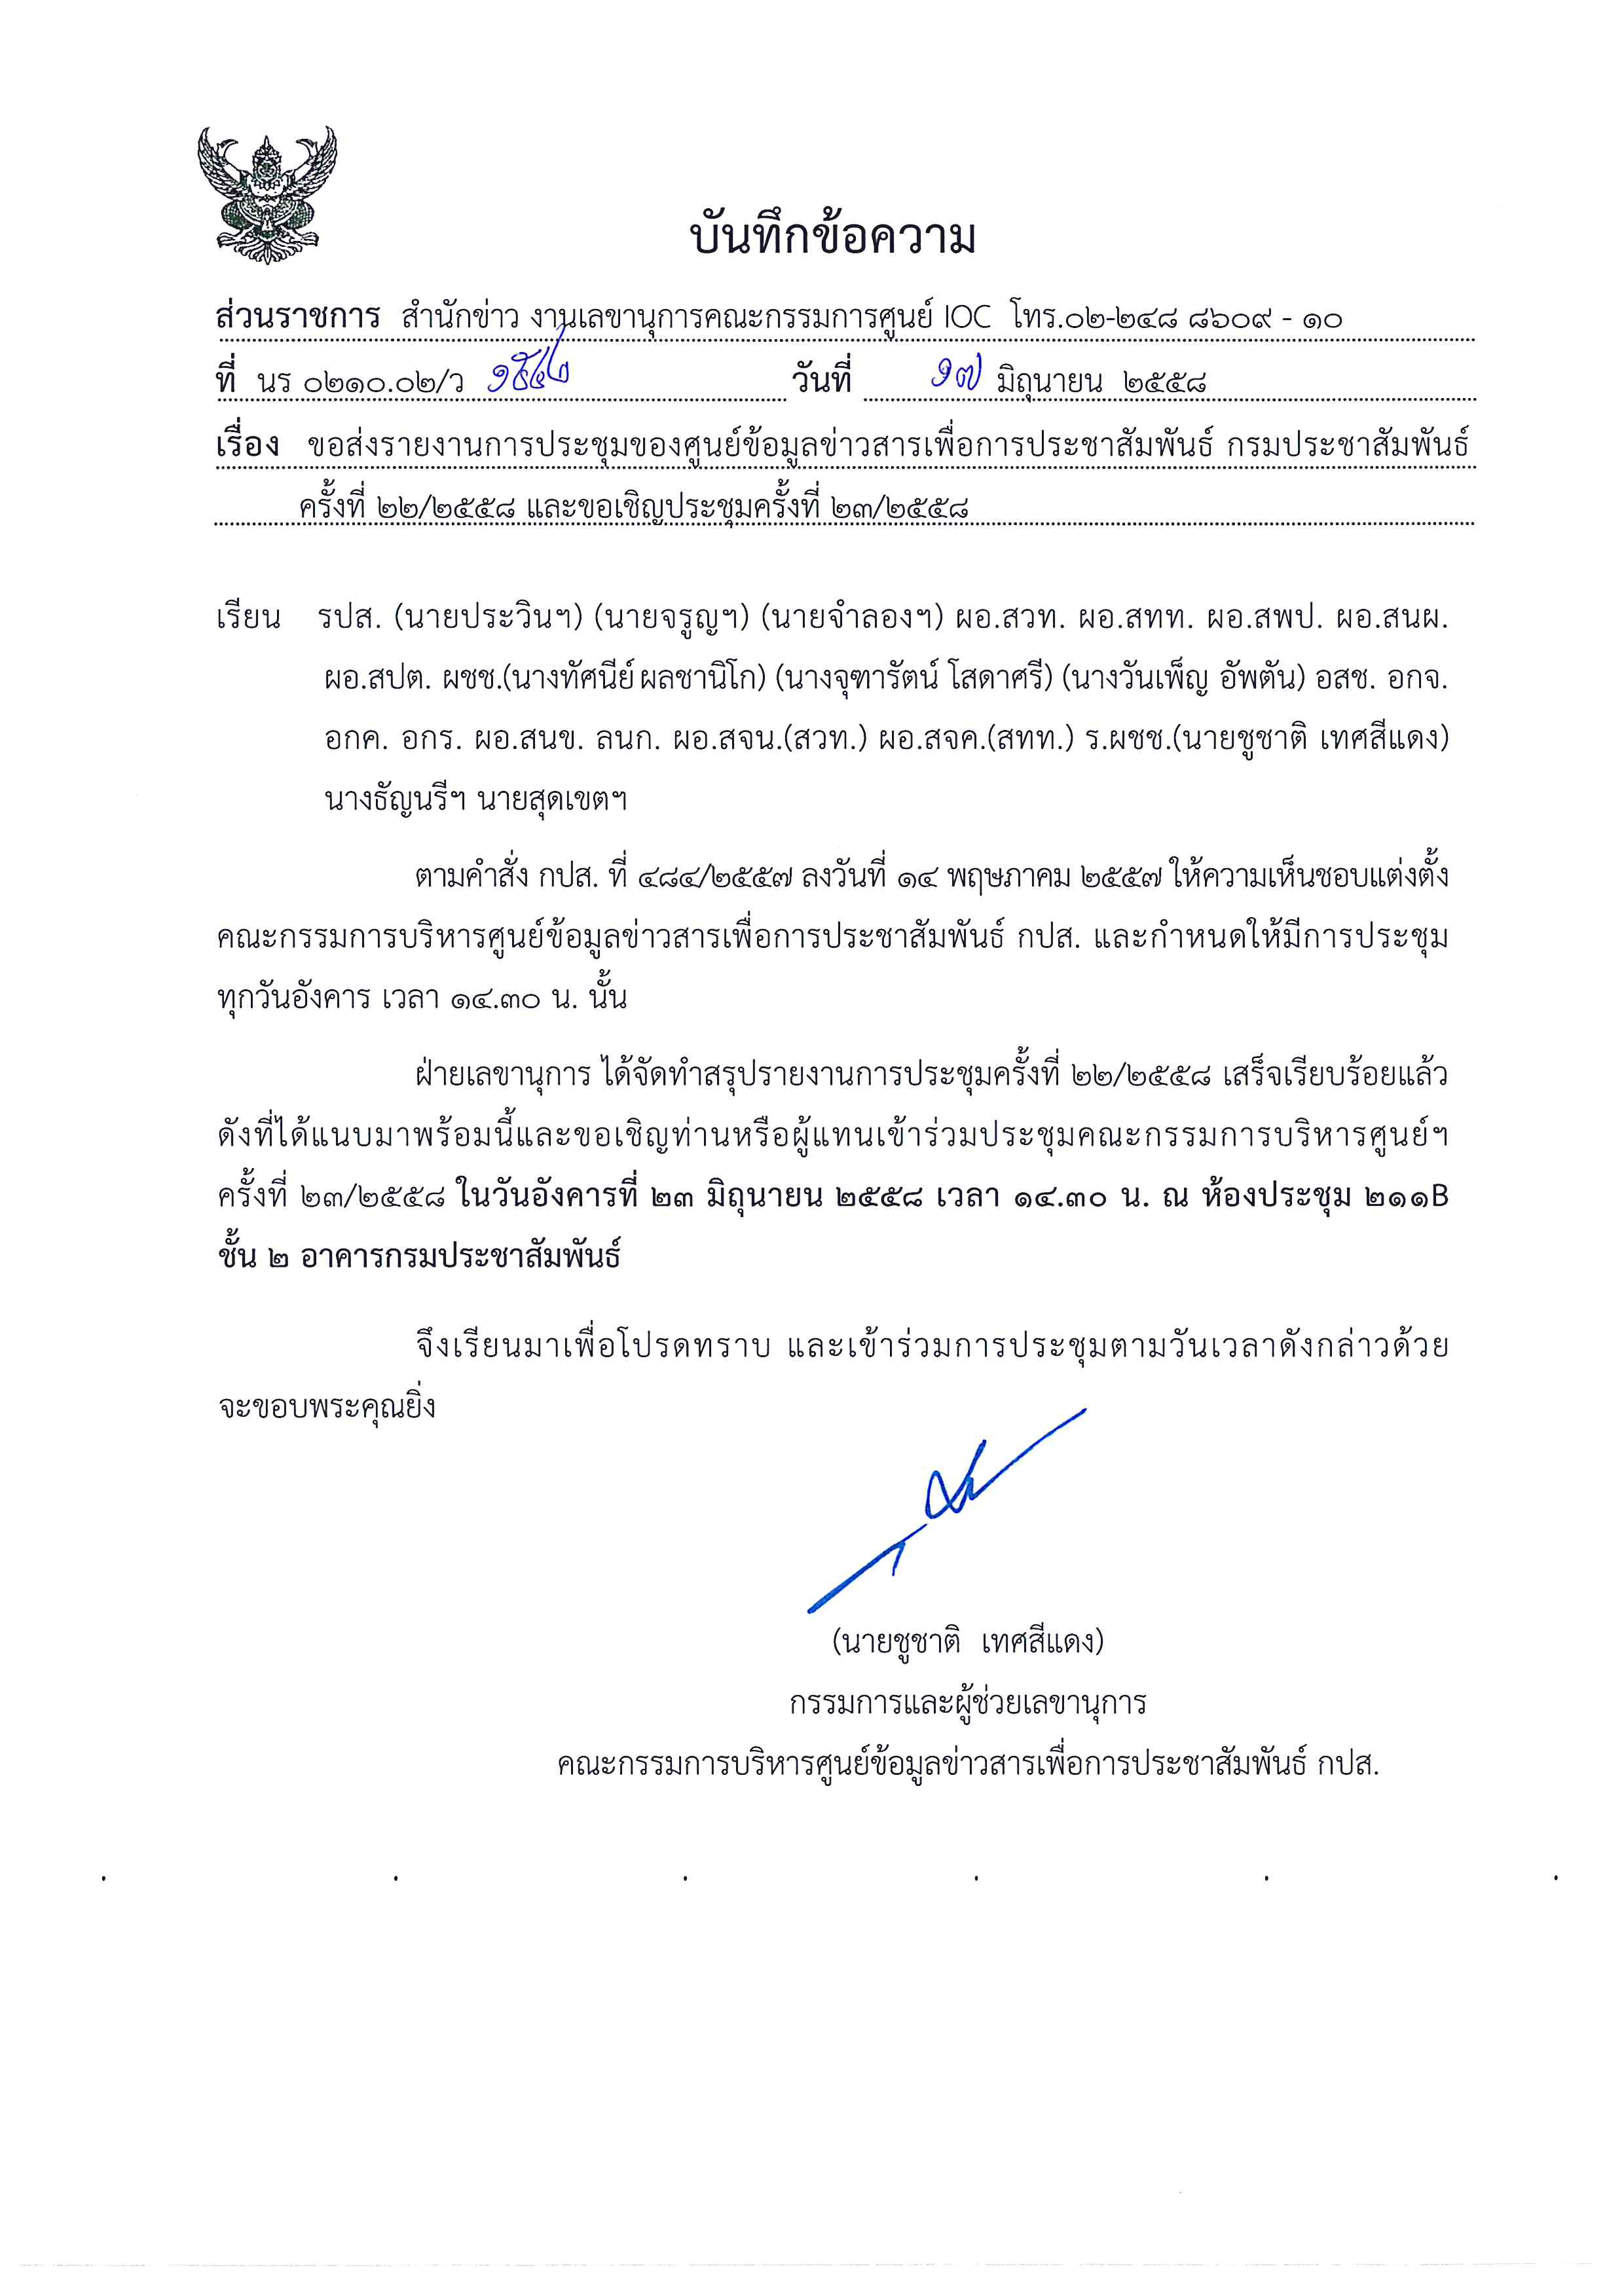 บันทึกข้อความ
ส่วนราชการ สำนักข่าว งานเลขานุการคณะกรรมการศูนย์ IOC โทร.๐๒-๒๔๘ ๘๖๐๙ - ๑๐
ที่ นร ๐๒๑๐.๐๒/ว วันที่ ๑๗ มิถุนายน ๒๕๕๘
เรื่อง ขอส่งรายงานการประชุมของศูนย์ข้อมูลข่าวสารเพื่อการประชาสัมพันธ์ กรมประชาสัมพันธ์
ครั้งที่ ๒๒/๒๕๕๘ และขอเชิญประชุมครั้งที่ ๒๓/๒๕๕๘
เรียน รปส. (นายประวินฯ) (นายจรูญฯ) (นายจำลองฯ) ผอ.สวท. ผอ.สทท. ผอ.สพป. ผอ.สนผ.
ผอ.สปต. ผชช.(นางทัศนีย์ ผลชานิโก) (นางจุฑารัตน์ โสดาศรี) (นางวันเพ็ญ อัพตัน) อสช. อกจ.
อกค. อกร. ผอ.สนข. ลนก. ผอ.สจน.(สวท.) ผอ.สจค.(สทท.) ร.ผชช.(นายชูชาติ เทศสีแดง)
นางธัญนรีฯ นายสุดเขตฯ
ตามคำสั่ง กปส. ที่ ๔๘๔/๒๕๕๗ ลงวันที่ ๑๔ พฤษภาคม ๒๕๕๗ ให้ความเห็นชอบแต่งตั้ง
คณะกรรมการบริหารศูนย์ข้อมูลข่าวสารเพื่อการประชาสัมพันธ์ กปส. และกำหนดให้มีการประชุม
ทุกวันอังคาร เวลา ๑๔.๓๐ น. นั้น
ฝ่ายเลขานุการ ได้จัดทำสรุปรายงานการประชุมครั้งที่ ๒๒/๒๕๕๘ เสร็จเรียบร้อยแล้ว
ดังที่ได้แนบมาพร้อมนี้และขอเชิญท่านหรือผู้แทนเข้าร่วมประชุมคณะกรรมการบริหารศูนย์ฯ
ครั้งที่ ๒๓/๒๕๕๘ ในวันอังคารที่ ๒๓ มิถุนายน ๒๕๕๘ เวลา ๑๔.๓๐ น. ณ ห้องประชุม ๒๑๑B
ชั้น ๒ อาคารกรมประชาสัมพันธ์
จึงเรียนมาเพื่อโปรดทราบ และเข้าร่วมการประชุมตามวันเวลาดังกล่าวด้วย
จะขอบพระคุณยิ่ง
(นายชูชาติ เทศสีแดง)
กรรมการและผู้ช่วยเลขานุการ
คณะกรรมการบริหารศูนย์ข้อมูลข่าวสารเพื่อการประชาสัมพันธ์ กปส.